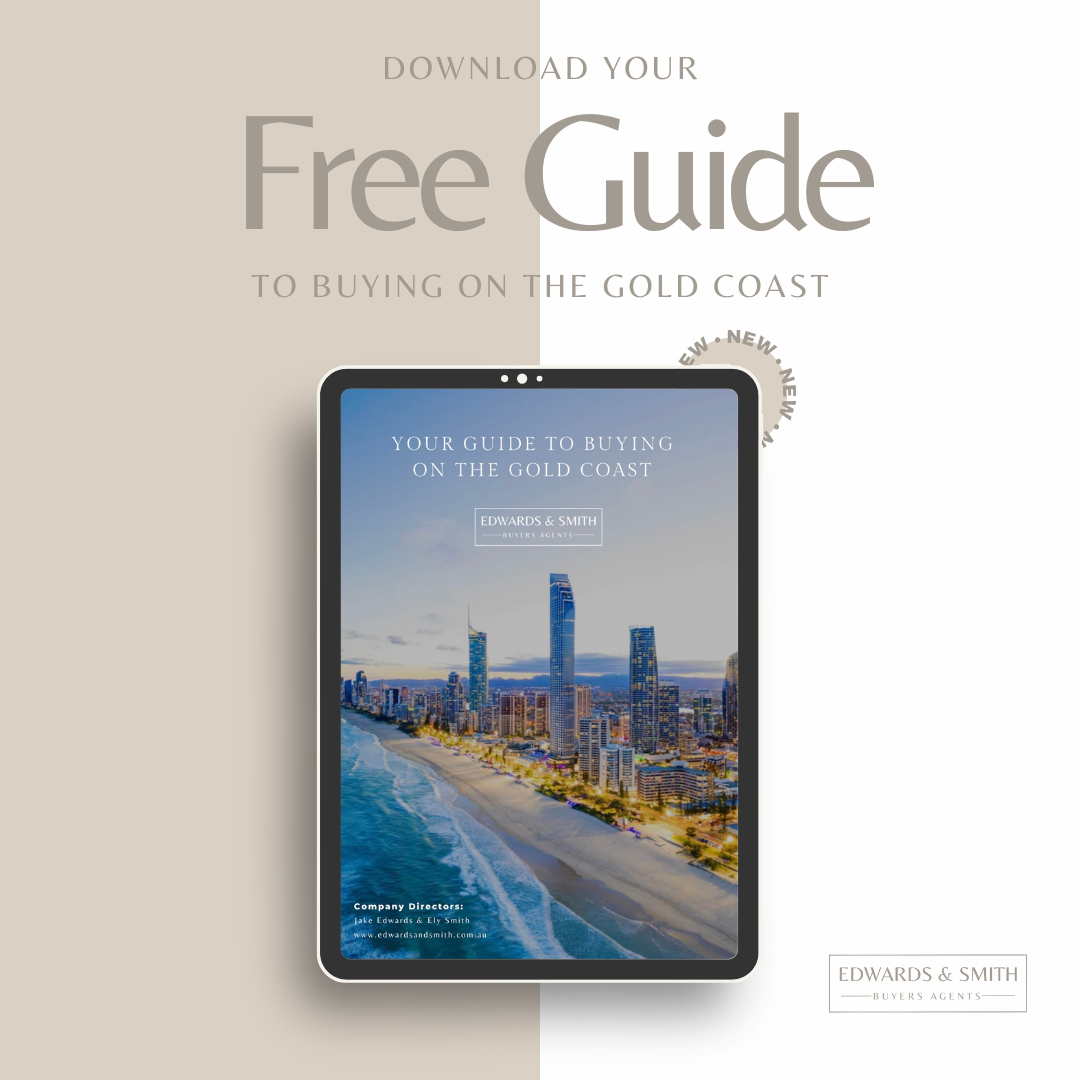 DOWNLOAD YOUR
Free Guide
TO BUYING ON THE GOLD COAST
NEW • NEW • NEW
YOUR GUIDE TO BUYING
ON THE GOLD COAST
EDWARDS & SMITH
BUYERS AGENTS
Company Directors:
Jake Edwards & Ely Smith
www.edwardsandsmith.com.au
EDWARDS & SMITH
BUYERS AGENTS